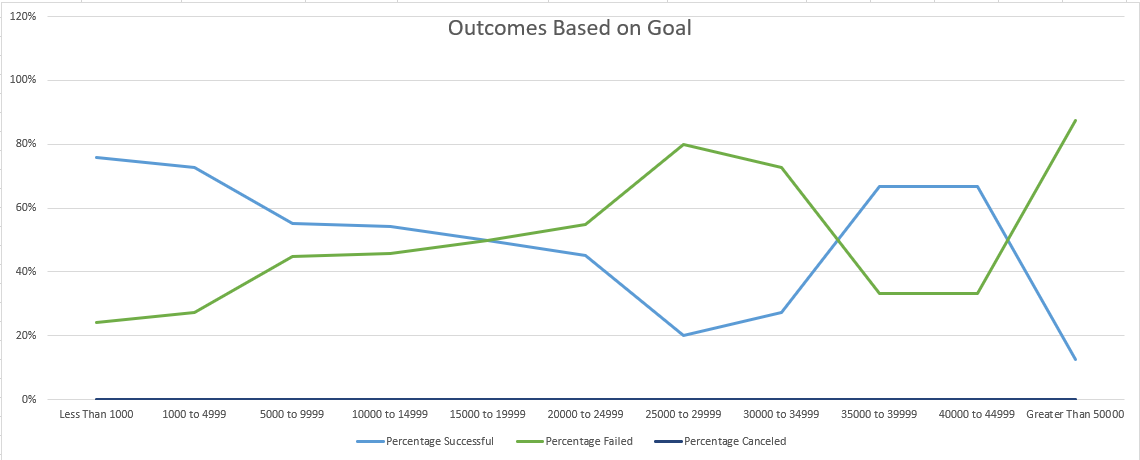 Outcomes Based on Goal
120%
100%
80%
60%
40%
20%
0%
Less Than 1000 1000 to 4999 5000 to 9999 10000 to 14999 15000 to 19999 20000 to 24999 25000 to 29999 30000 to 34999 35000 to 39999 40000 to 44999 Greater Than 50000
Percentage Successful Percentage Failed Percentage Canceled